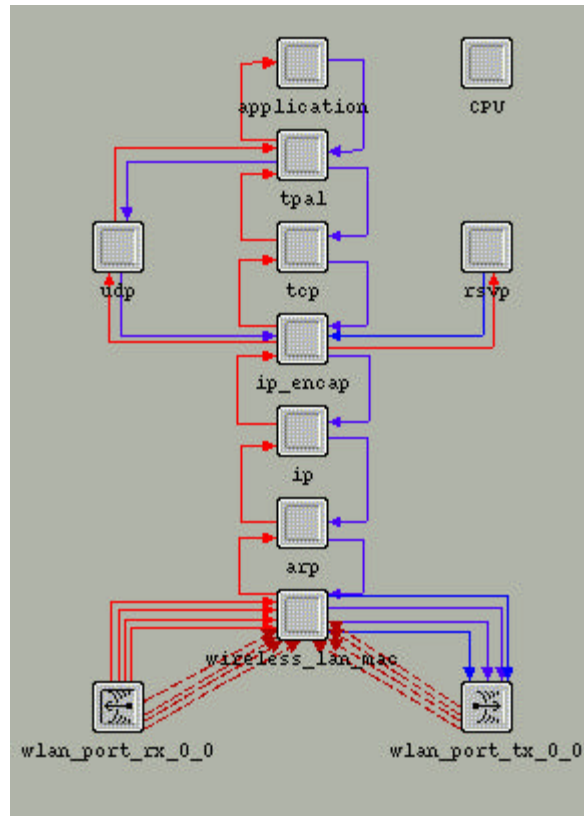 application
CPU
tpal
udp
tcp
rsvp
ip_encap
ip
arp
wireless_lan_mac
wlan_port_rx_0_0
wlan_port_tx_0_0